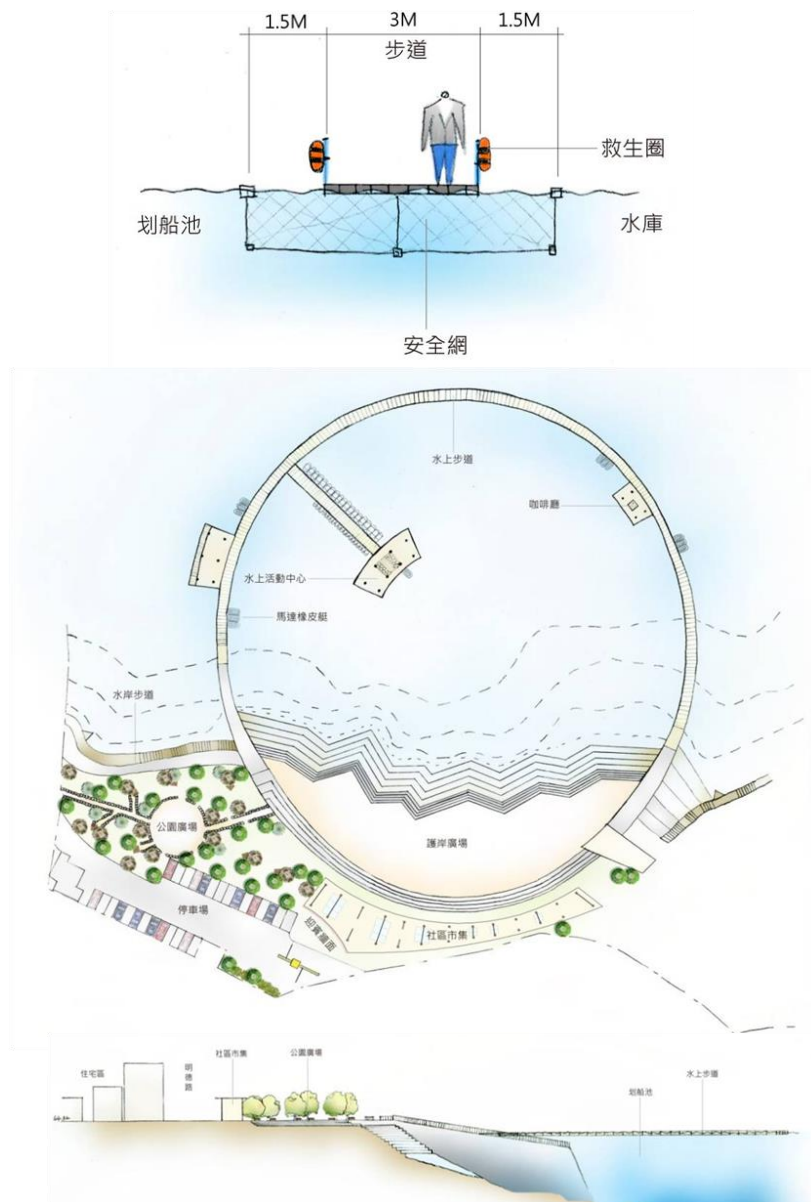 1.5M 3M 1.5M
步道
救生圈
划船池
水庫
安全網
水上步道
咖啡廳
水上活動中心
馬達橡皮艇
水岸步道
公園廣場
護岸廣場
停車場
迎賓牆面
社區市集
住宅區
明德路
社區市集
公園廣場
水上步道
划船池